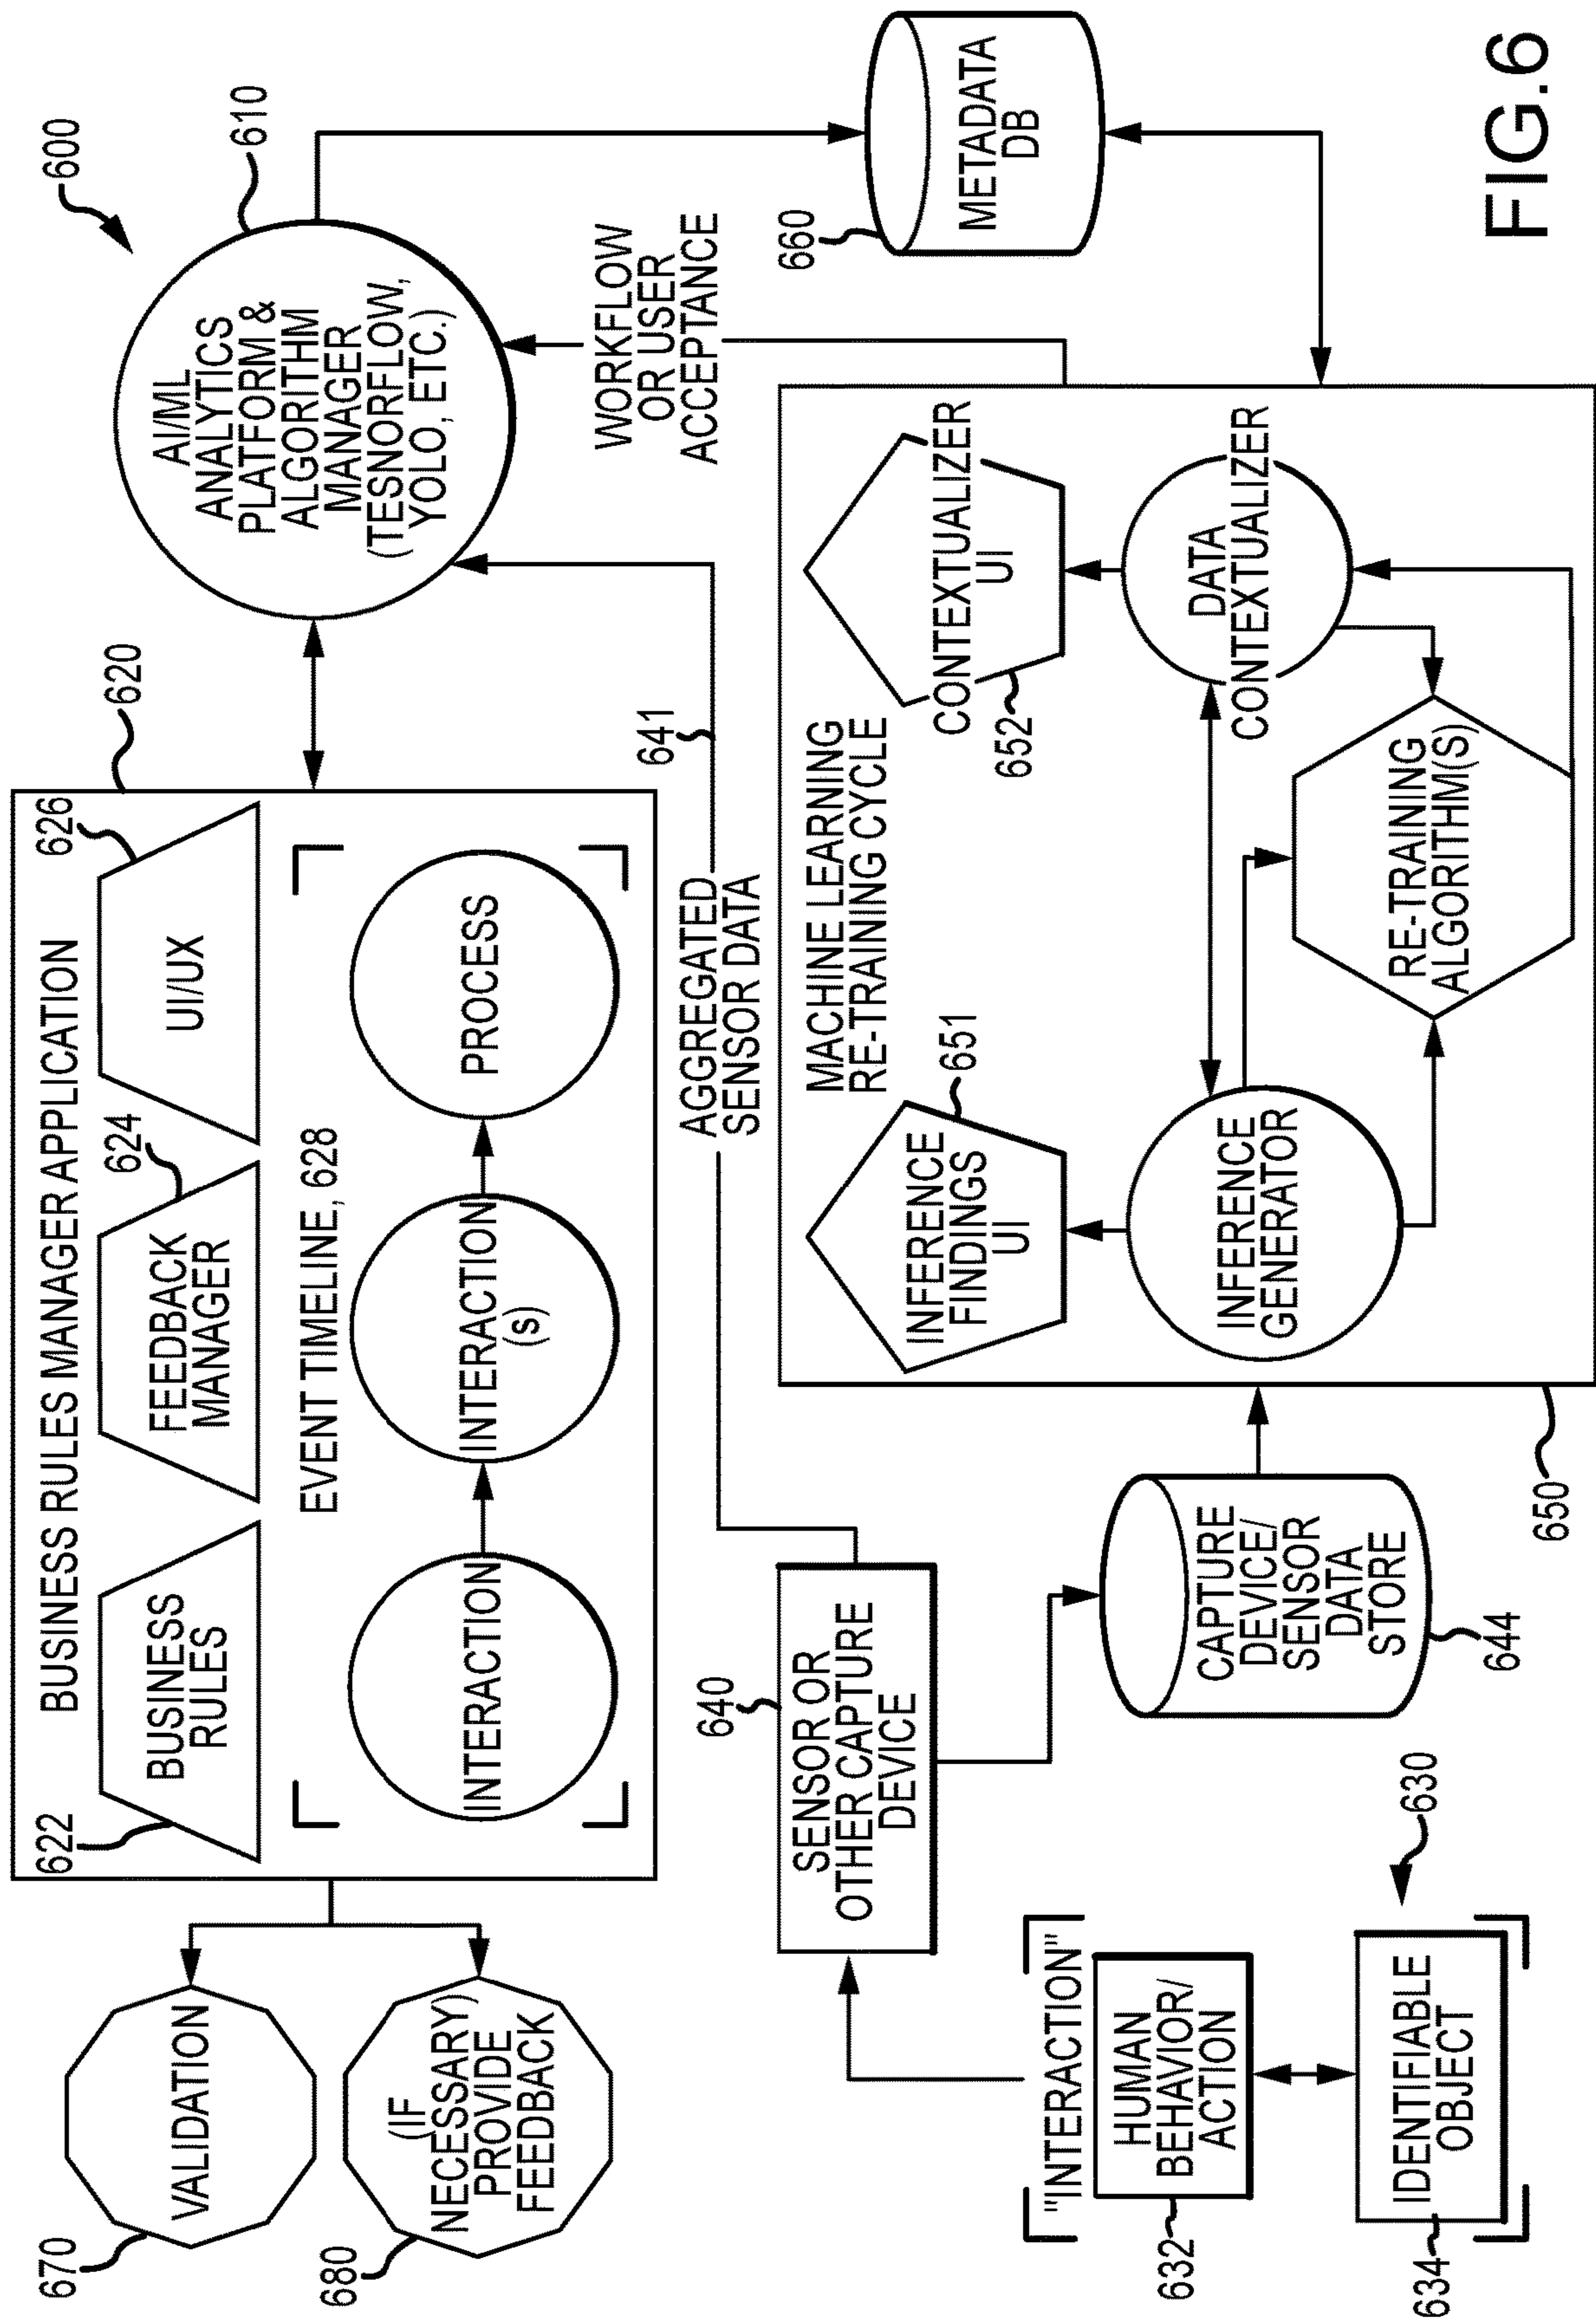 600
610
AI/ML
ANALYTICS
PLATFORM &
ALGORITHM
MANAGER
(TESNORFLOW,
YOLO, ETC.)
620
BUSINESS RULES MANAGER APPLICATION
622
BUSINESS
RULES
624
FEEDBACK
MANAGER
626
UI/UX
EVENT TIMELINE, 628
INTERACTION
INTERACTION
(s)
PROCESS
670
VALIDATION
680
(IF
NECESSARY)
PROVIDE
FEEDBACK
641
AGGREGATED
SENSOR DATA
WORKFLOW
OR USER
ACCEPTANCE
660
METADATA
DB
640
SENSOR OR
OTHER CAPTURE
DEVICE
"INTERACTION"
630
632
HUMAN
BEHAVIOR/
ACTION
634
IDENTIFIABLE
OBJECT
CAPTURE
DEVICE/
SENSOR
DATA
STORE
644
650
MACHINE LEARNING
RE-TRAINING CYCLE
651
INFERENCE
FINDINGS
UI
652
CONTEXTUALIZER
UI
INFERENCE
GENERATOR
DATA
CONTEXTUALIZER
RE-TRAINING
ALGORITHM(S)
FIG.6